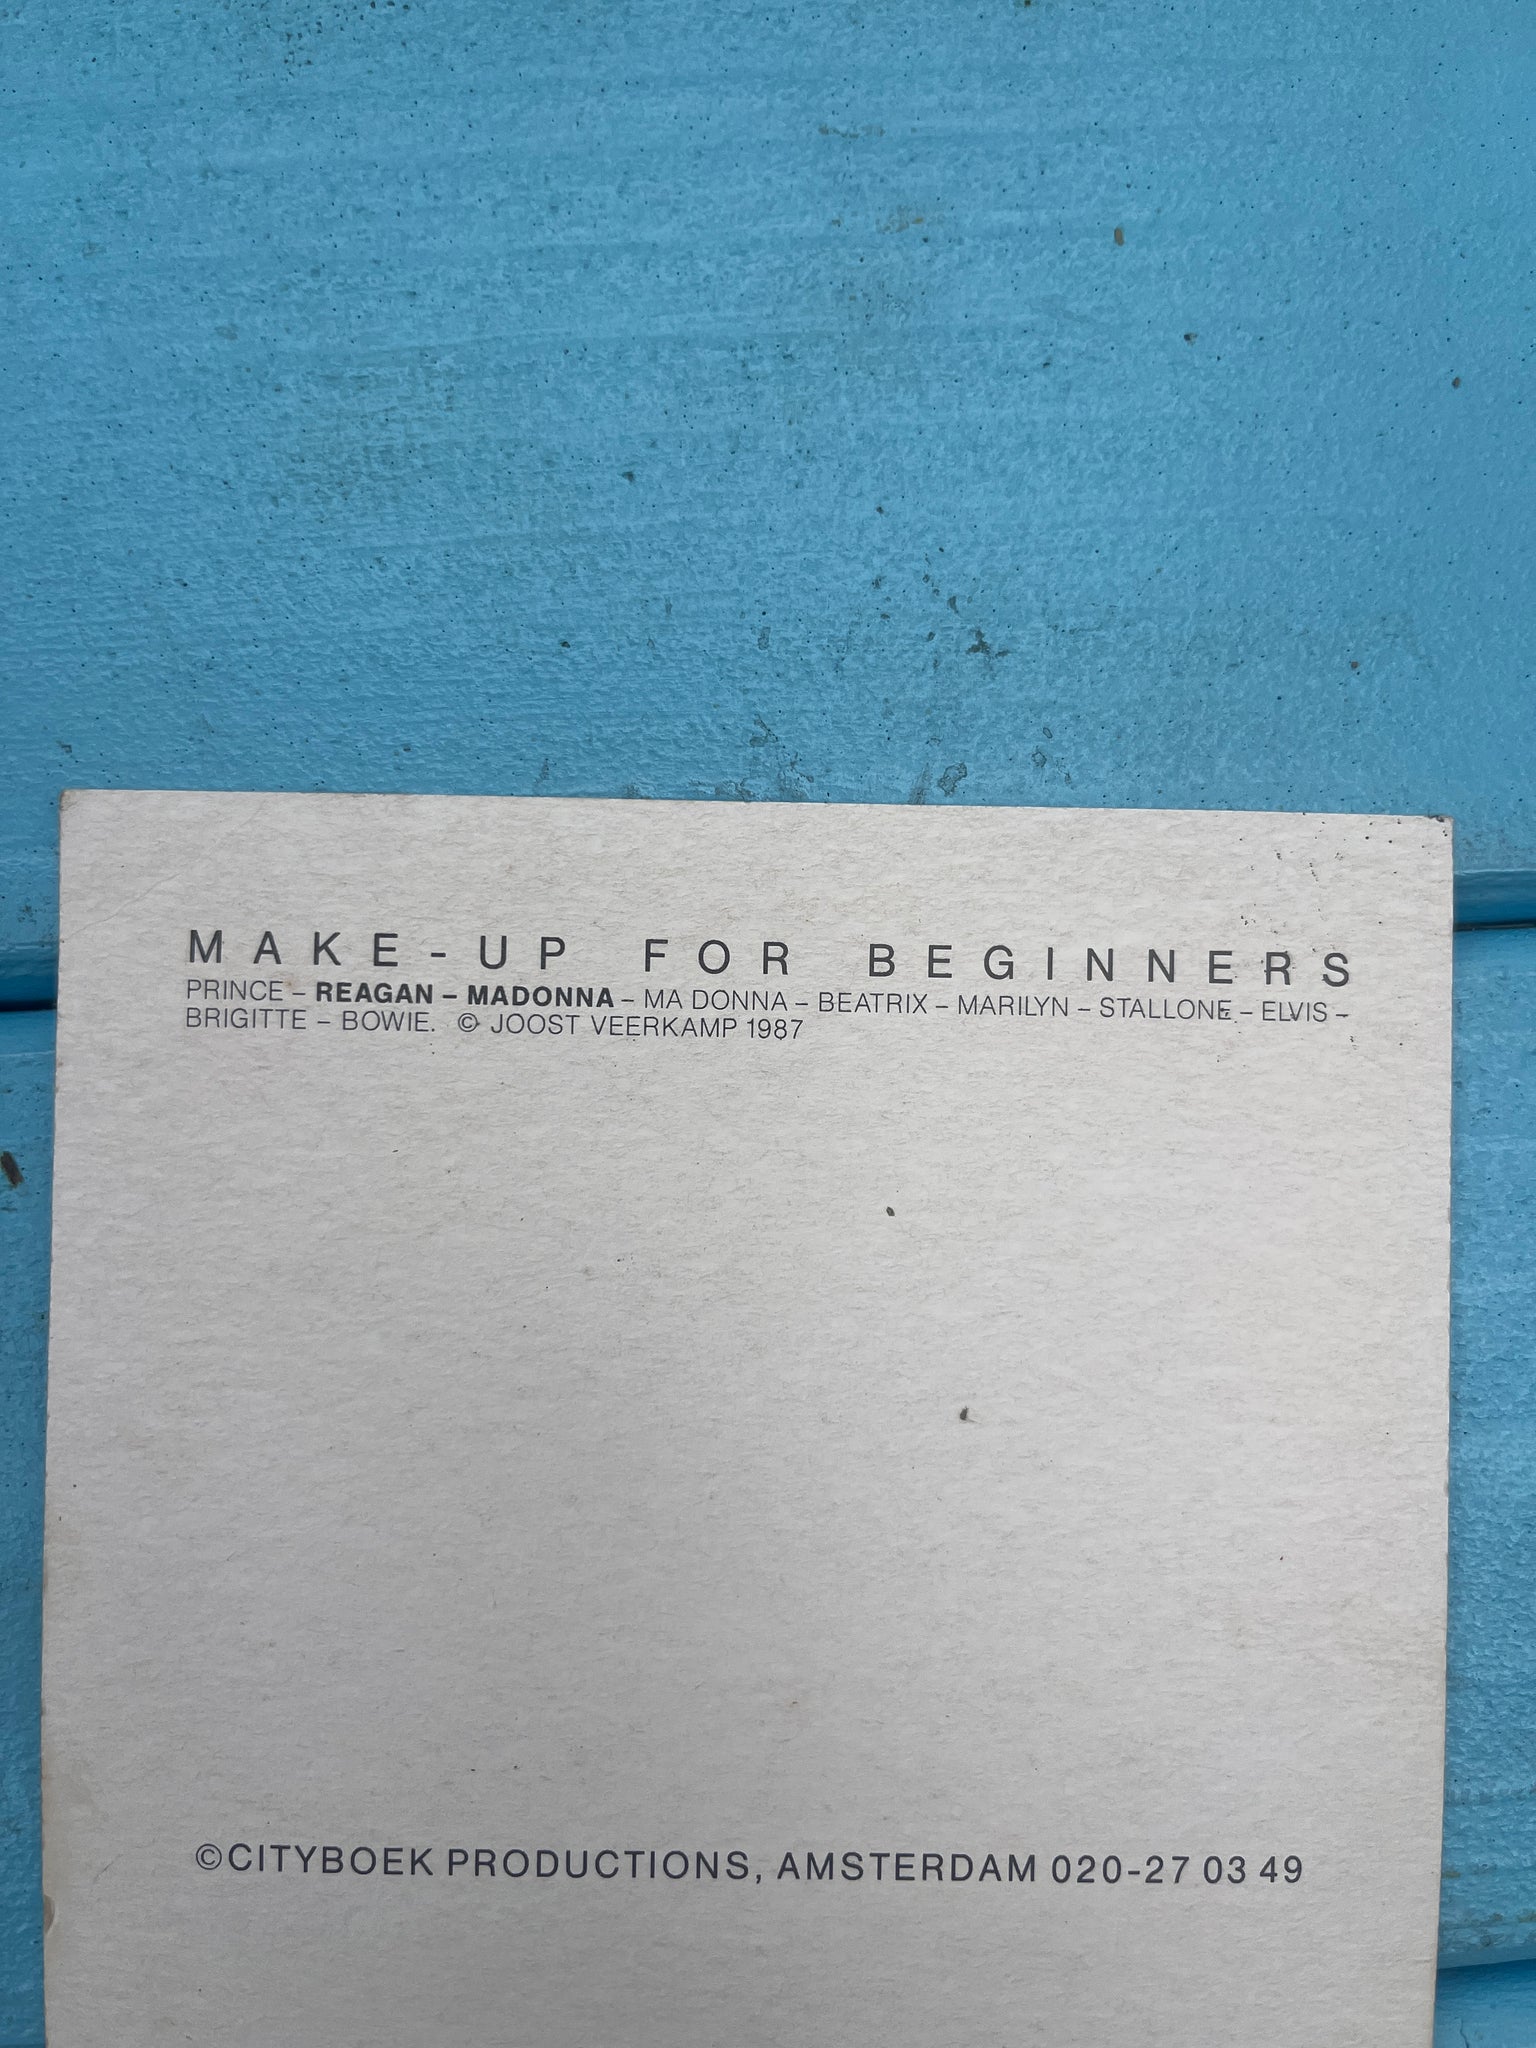 MAKE-UP FOR BEGINNERS
PRINCE – REAGAN – MADONNA – MA DONNA – BEATRIX – MARILYN – STALLONE – ELVIS –
BRIGITTE – BOWIE. © JOOST VEERKAMP 1987
©CITYBOEK PRODUCTIONS, AMSTERDAM 020-27 03 49